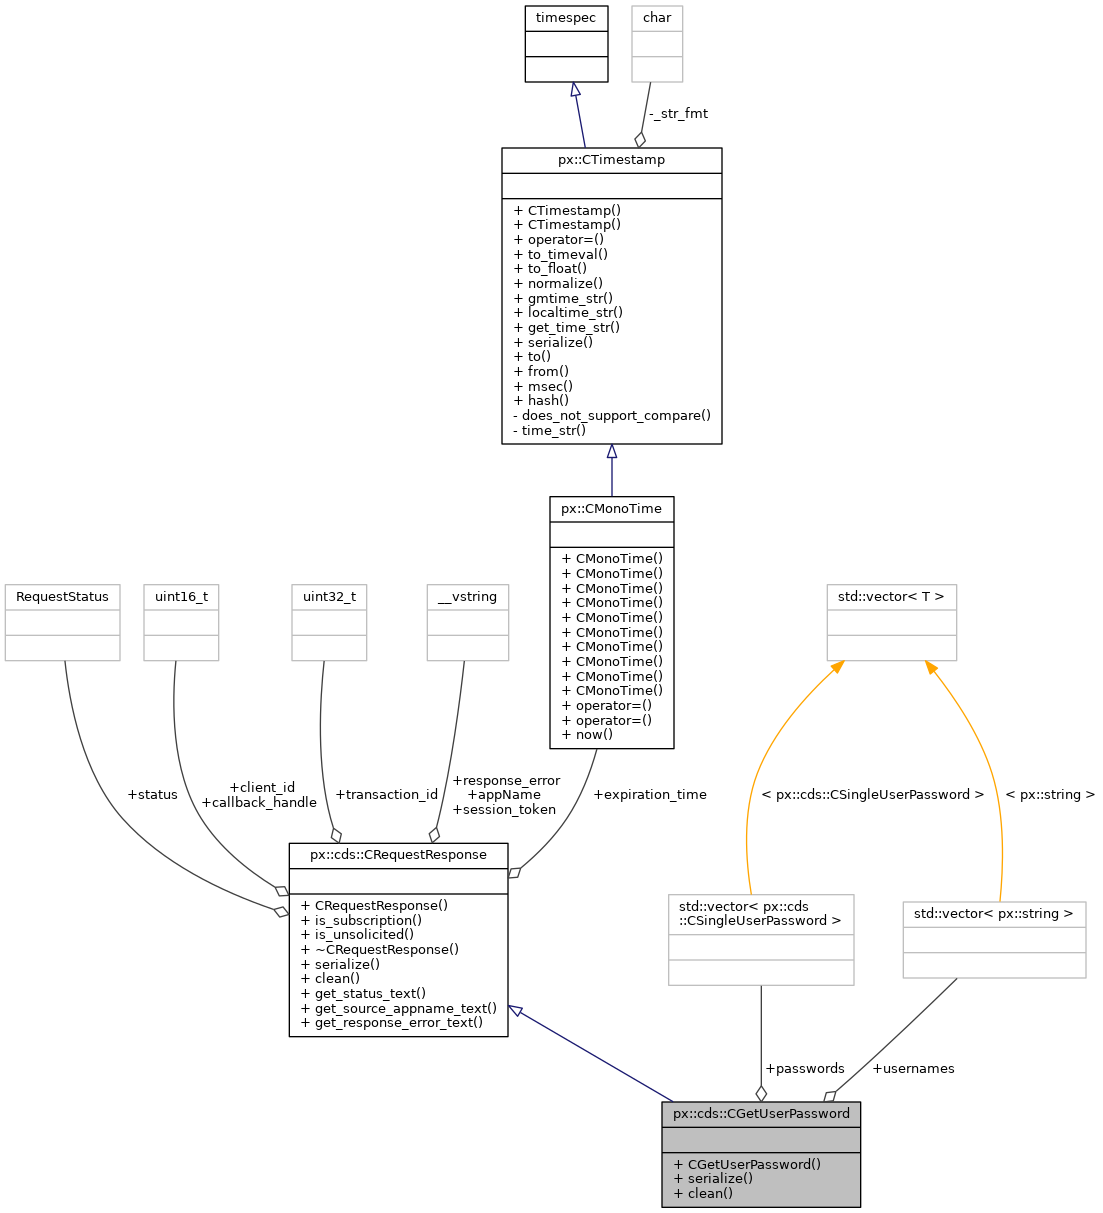 timespec
char
-_str_fmt
px::CTimestamp
+ CTimestamp()
+ CTimestamp()
+ operator=()
+ to_timeval()
+ to_float()
+ normalize()
+ gmtime_str()
+ localtime_str()
+ get_time_str()
+ serialize()
+ to()
+ from()
+ msec()
+ hash()
- does_not_support_compare()
- time_str()
px::CMonoTime
+ CMonoTime()
+ CMonoTime()
+ CMonoTime()
+ CMonoTime()
+ CMonoTime()
+ CMonoTime()
+ CMonoTime()
+ CMonoTime()
+ CMonoTime()
+ CMonoTime()
+ operator=()
+ operator=()
+ now()
RequestStatus
uint16_t
uint32_t
__vstring
std::vector< T >
+status
+client_id
+callback_handle
+transaction_id
+response_error
+appName
+session_token
+expiration_time
< px::cds::CSingleUserPassword >
< px::string >
px::cds::CRequestResponse
+ CRequestResponse()
+ is_subscription()
+ is_unsolicited()
+ ~CRequestResponse()
+ serialize()
+ clean()
+ get_status_text()
+ get_source_appname_text()
+ get_response_error_text()
std::vector< px::cds
::CSingleUserPassword >
std::vector< px::string >
+passwords
+usernames
px::cds::CGetUserPassword
+ CGetUserPassword()
+ serialize()
+ clean()